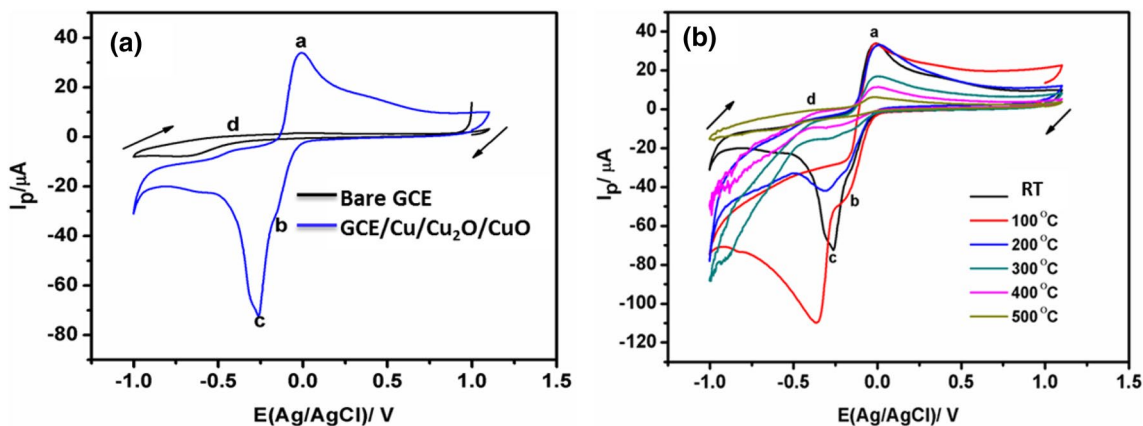 (a)
40
20
0
-20
-40
-60
-80
Ip/μA
a
d
b
c
Bare GCE
GCE/Cu/Cu₂O/CuO
-1.0
-0.5
0.0
0.5
1.0
1.5
E(Ag/AgCl)/ V
(b)
40
20
0
-20
-40
-60
-80
-100
-120
Ip/μA
a
d
b
c
RT
100 °C
200 °C
300 °C
400 °C
500 °C
-1.0
-0.5
0.0
0.5
1.0
1.5
E(Ag/AgCl)/ V